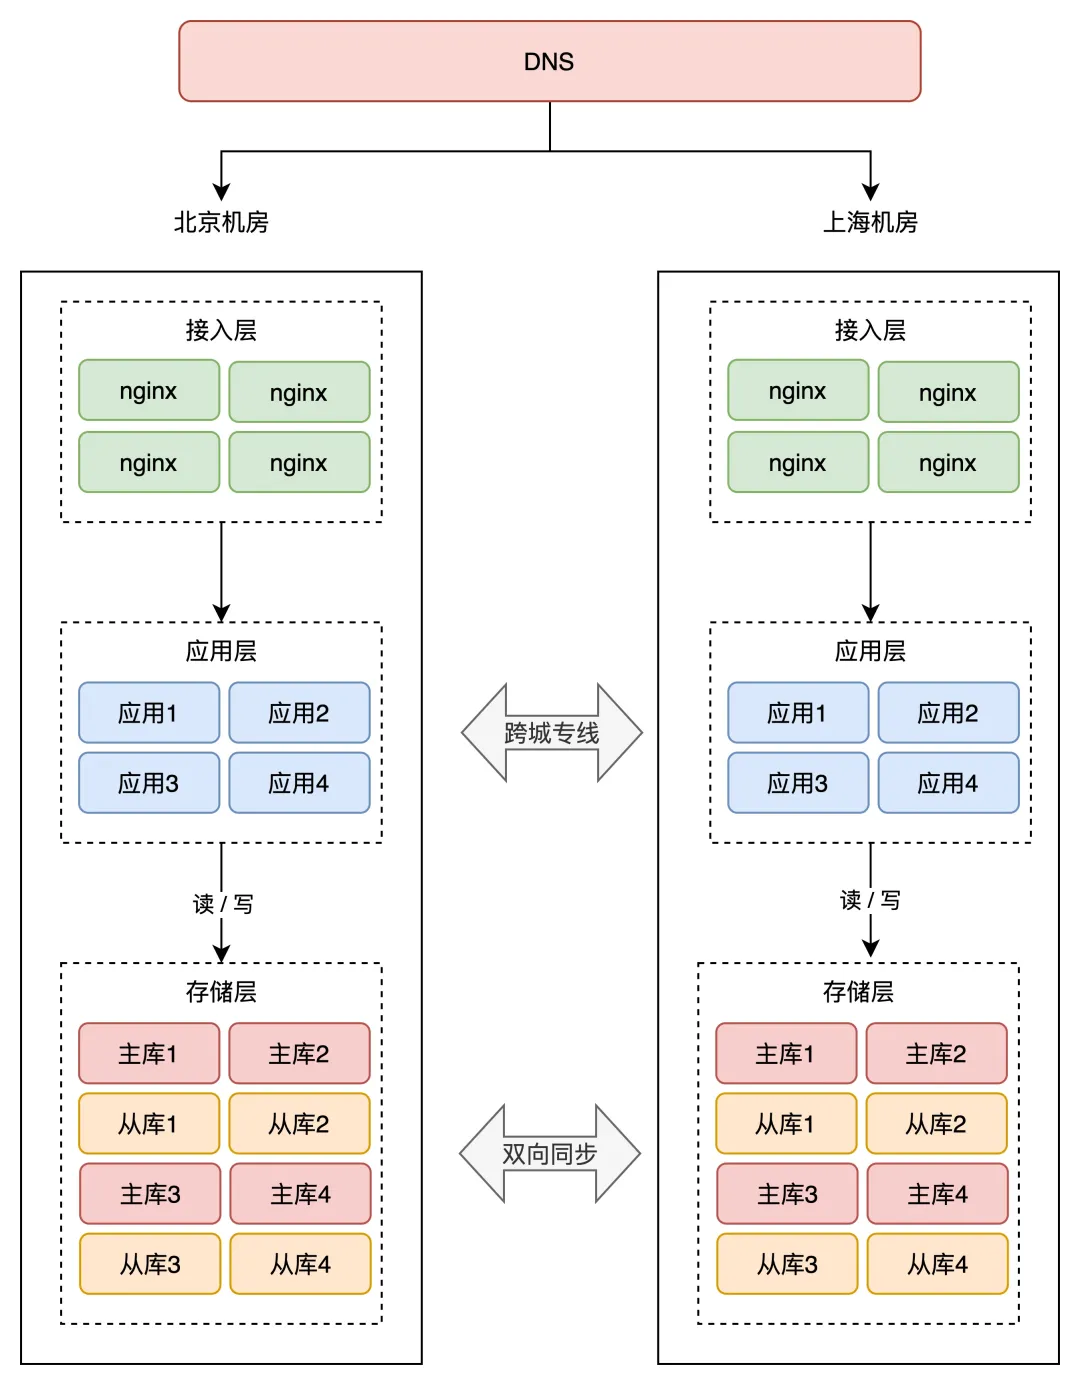 DNS
北京机房
上海机房
接入层
nginx
nginx
nginx
nginx
应用层
应用1
应用2
应用3
应用4
读 / 写
存储层
主库1
主库2
从库1
从库2
主库3
主库4
从库3
从库4
跨城专线
双向同步
接入层
nginx
nginx
nginx
nginx
应用层
应用1
应用2
应用3
应用4
读 / 写
存储层
主库1
主库2
从库1
从库2
主库3
主库4
从库3
从库4